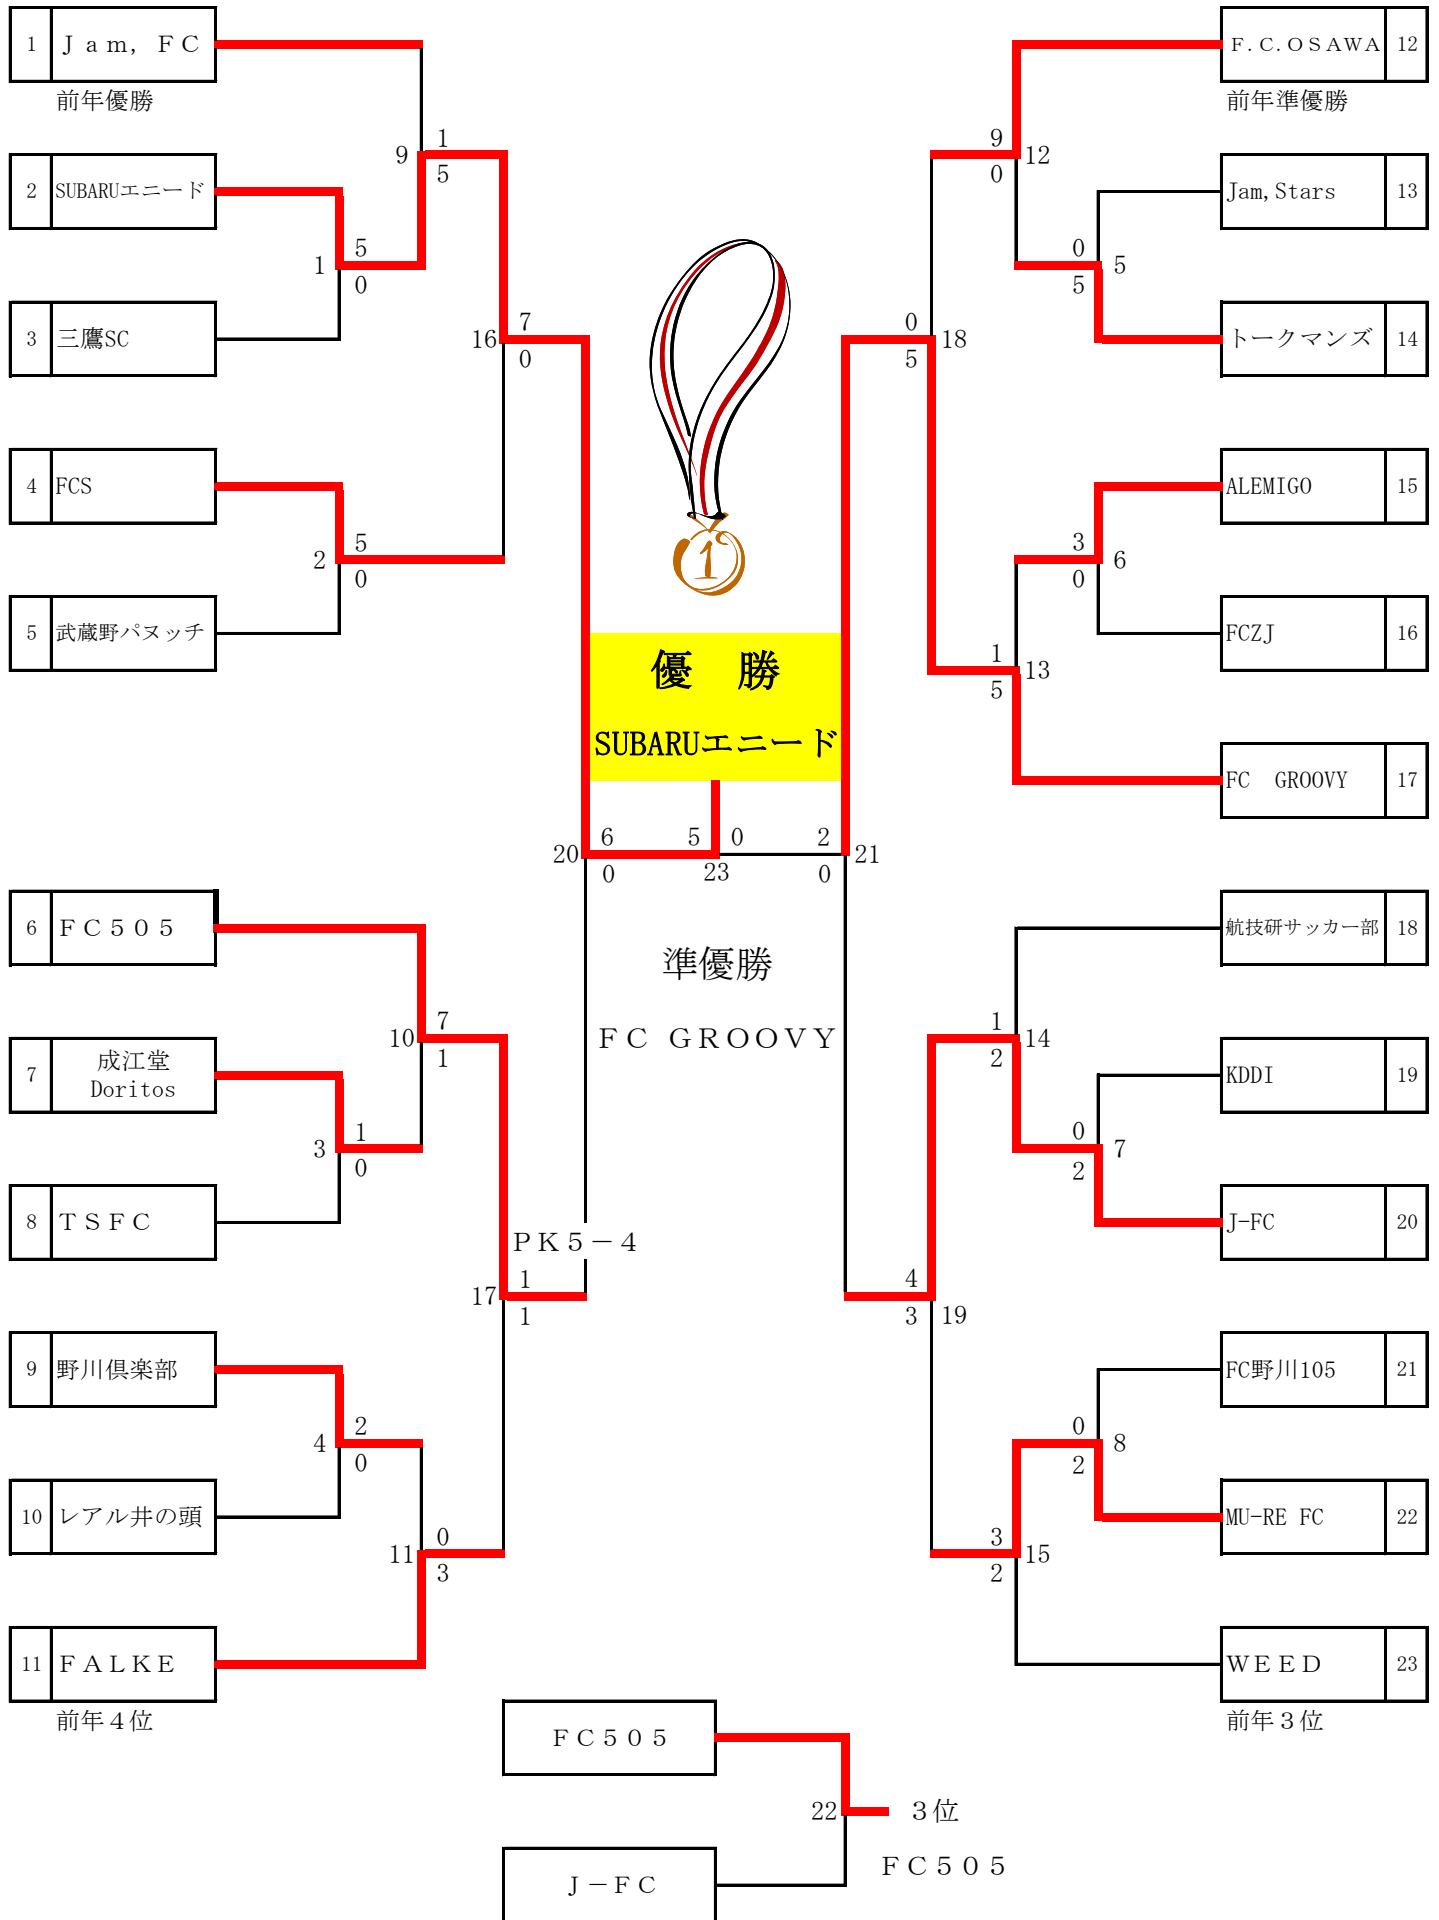 1 Ｊａｍ，ＦＣ
前年優勝
2 SUBARUエニード
3 三鷹SC
4 FCS
5 武蔵野パヌッチ
6 ＦＣ５０５
7 成江堂
Doritos
8 ＴＳＦＣ
9 野川倶楽部
10 レアル井の頭
11 ＦＡＬＫＥ
前年４位
9
1
5
1
5
0
16
7
0
2
5
0
20
6
0
10
7
1
3
1
0
ＰＫ５－４
17
1
1
4
2
0
11
0
3
1
優　勝
SUBARUエニード
5 0
23
準優勝
ＦＣ ＧＲＯＯＶＹ
Ｆ.Ｃ.ＯＳＡＷＡ 12
前年準優勝
Jam,Stars 13
トークマンズ 14
ALEMIGO 15
FCZJ 16
FC　GROOVY 17
航技研サッカー部 18
KDDI 19
J-FC 20
FC野川105 21
MU-RE FC 22
ＷＥＥＤ 23
前年３位
9
12
0
0
5
5
0
18
5
3
6
0
1
13
5
2
21
0
1
14
2
0
7
2
4
3
19
0
8
2
3
15
2
ＦＣ５０５
22
３位
ＦＣ５０５
Ｊ－ＦＣ